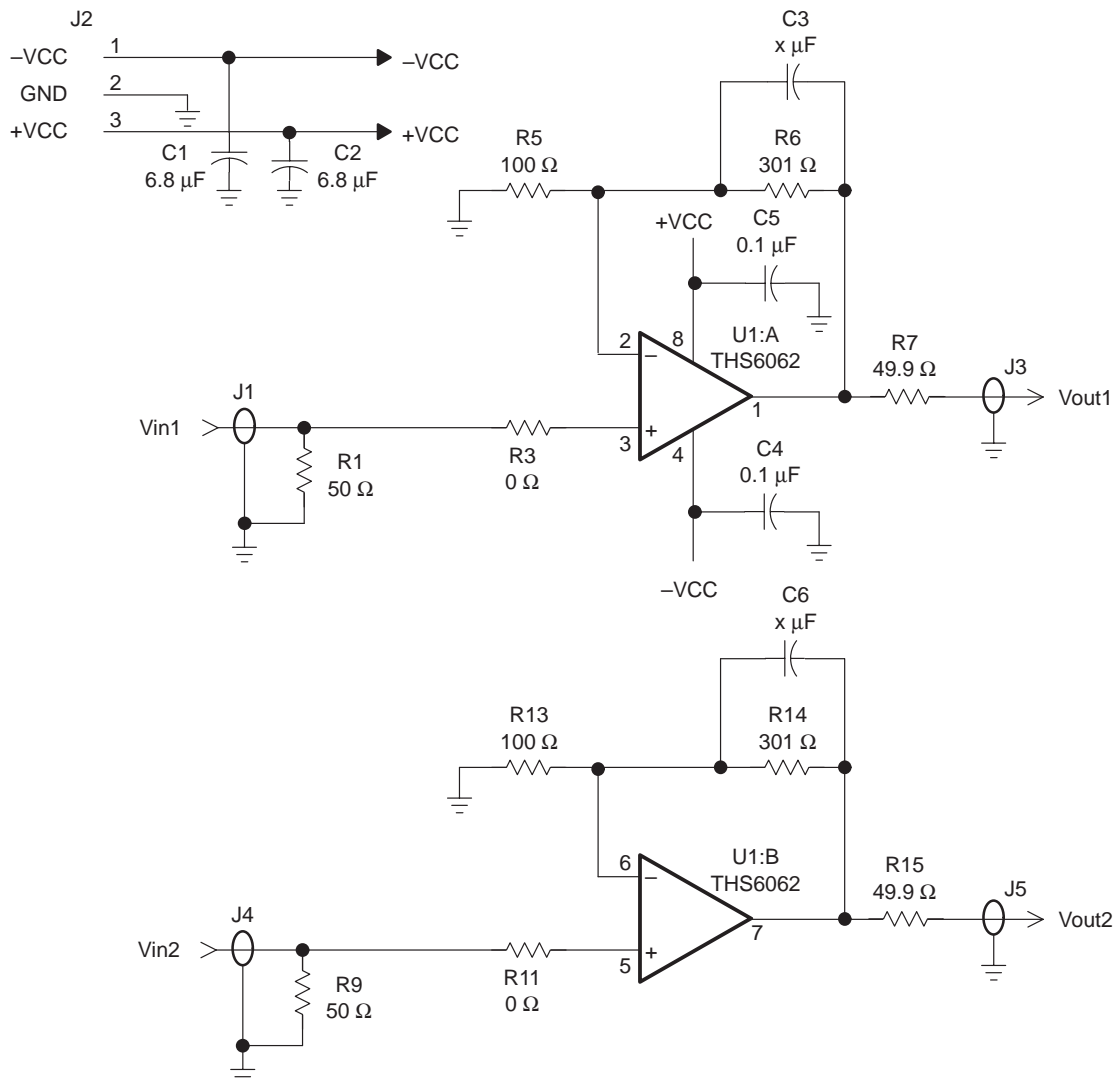 J2
–VCC 1 –VCC
GND 2
+VCC 3 +VCC
C1
6.8 μF
C2
6.8 μF
C3
x μF
R5
100 Ω
R6
301 Ω
+VCC
C5
0.1 μF
2
–
8
U1:A
THS6062
R7
49.9 Ω
J3
Vout1
1
J1
Vin1
R1
50 Ω
R3
0 Ω
3
+
4
C4
0.1 μF
–VCC
C6
x μF
R13
100 Ω
R14
301 Ω
6
–
U1:B
THS6062
R15
49.9 Ω
J5
Vout2
7
J4
Vin2
R9
50 Ω
R11
0 Ω
5
+